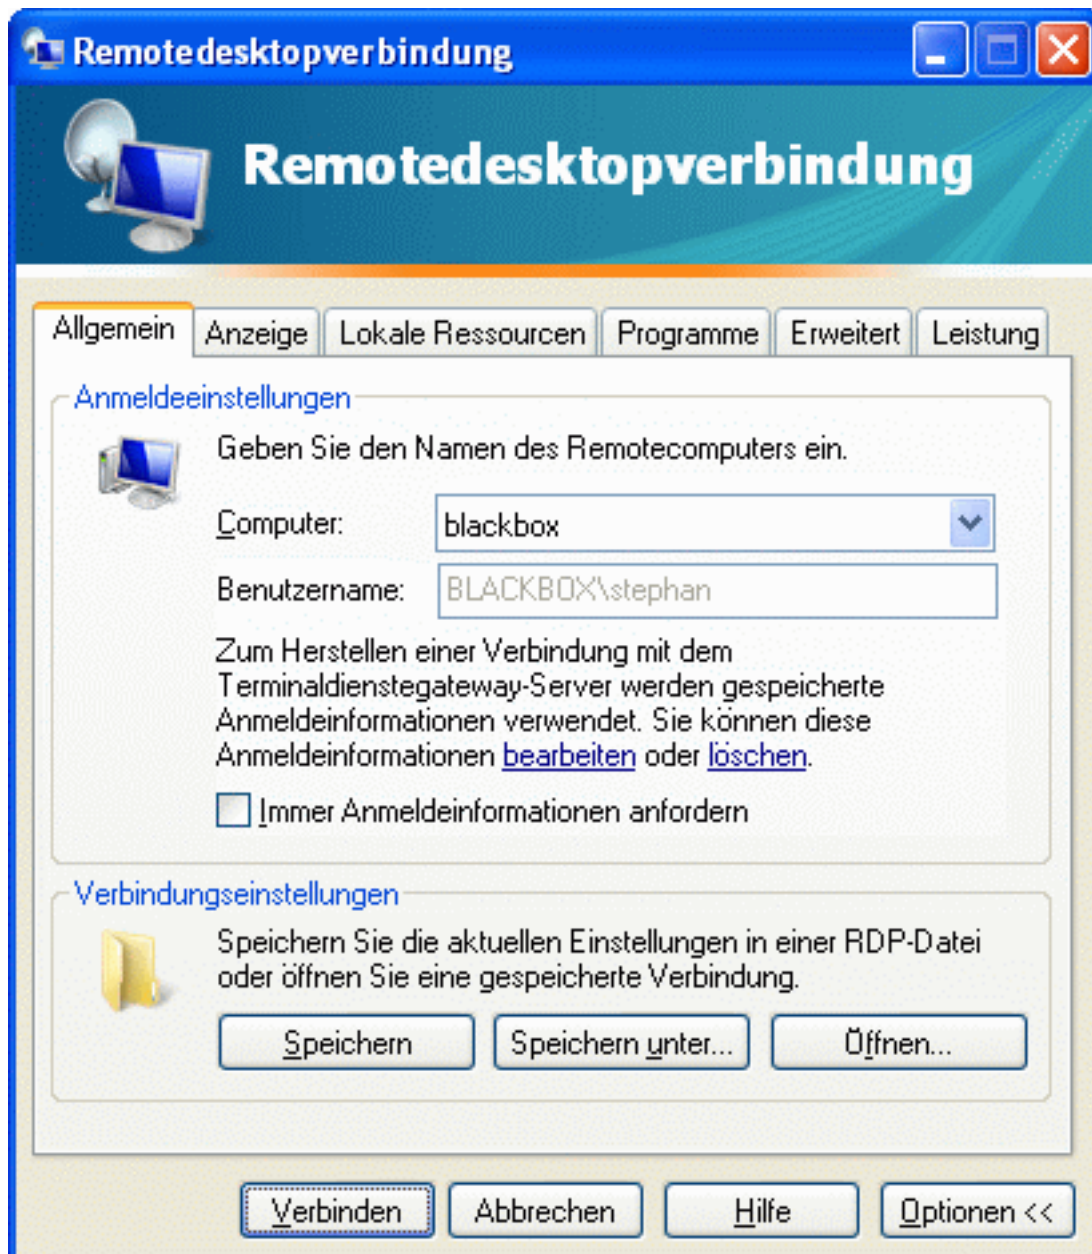 Remotedesktopverbindung
Remotedesktopverbindung
Allgemein Anzeige Lokale Ressourcen Programme Erweitert Leistung
Anmeldeeinstellungen
Geben Sie den Namen des Remotecomputers ein.
Computer: blackbox
Benutzername: BLACKBOX\stephan
Zum Herstellen einer Verbindung mit dem
Terminaldienstegateway-Server werden gespeicherte
Anmeldeinformationen verwendet. Sie können diese
Anmeldeinformationen bearbeiten oder löschen.
Immer Anmeldeinformationen anfordern
Verbindungseinstellungen
Speichern Sie die aktuellen Einstellungen in einer RDP-Datei
oder öffnen Sie eine gespeicherte Verbindung.
Speichern Speichern unter... Öffnen...
Verbinden Abbrechen Hilfe Optionen <<